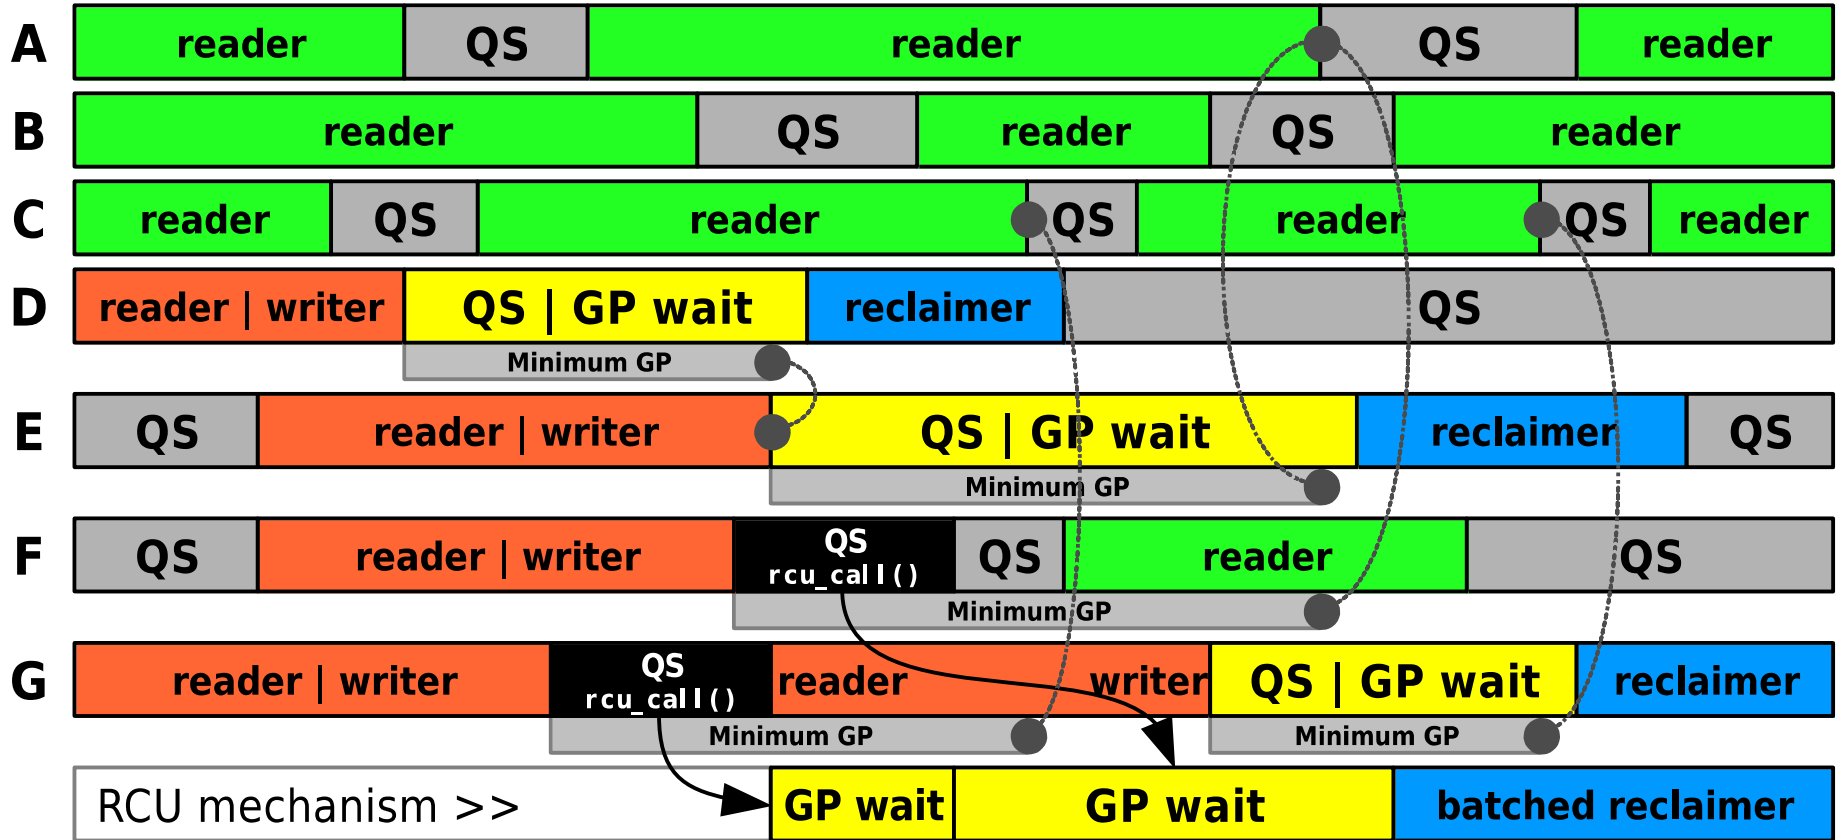 A reader QS reader QS reader
B reader QS reader QS reader
C reader QS reader QS reader QS reader
D reader | writer QS | GP wait reclaimer QS
Minimum GP
E QS reader | writer QS | GP wait reclaimer QS
Minimum GP
F QS reader | writer QS rcu_call() QS reader QS
Minimum GP
G reader | writer QS rcu_call() reader writer QS | GP wait reclaimer
Minimum GP Minimum GP
RCU mechanism >> GP wait GP wait batched reclaimer